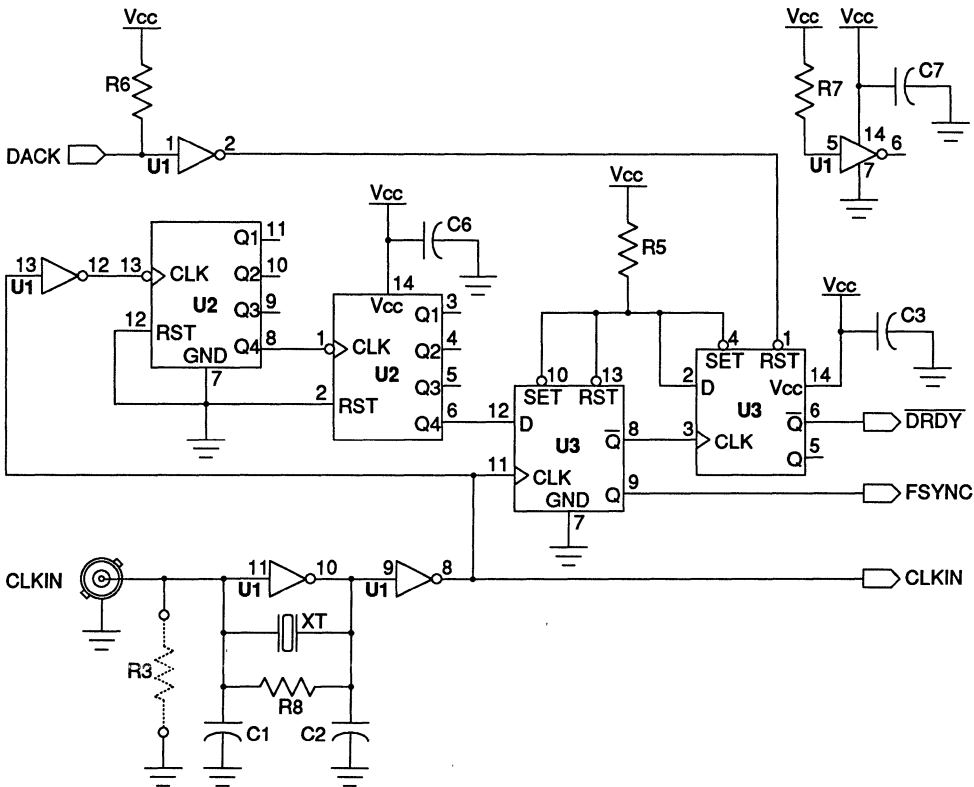 Vcc
Vcc Vcc
R6
R7
C7
DACK
1 U1 2
5 U1 14 6
7
Vcc
Vcc
C6
R5
13 U1 12
13 CLK
Q1 11
Q2 10
U2
Q3 9
12 RST
Q4 8
GND
7
14
Vcc
Q1 3
1 CLK
Q2 4
U2
Q3 5
2 RST
Q4 6
Vcc
C3
4 1
SET RST
2 D
Vcc 14
U3
Q̅ 6
D̅R̅D̅Y̅
3 CLK
Q 5
10 13
SET RST
12 D
U3
Q̅ 8
11 CLK
Q 9
GND
7
FSYNC
CLKIN
11 U1 10
9 U1 8
CLKIN
XT
R3
R8
C1 C2